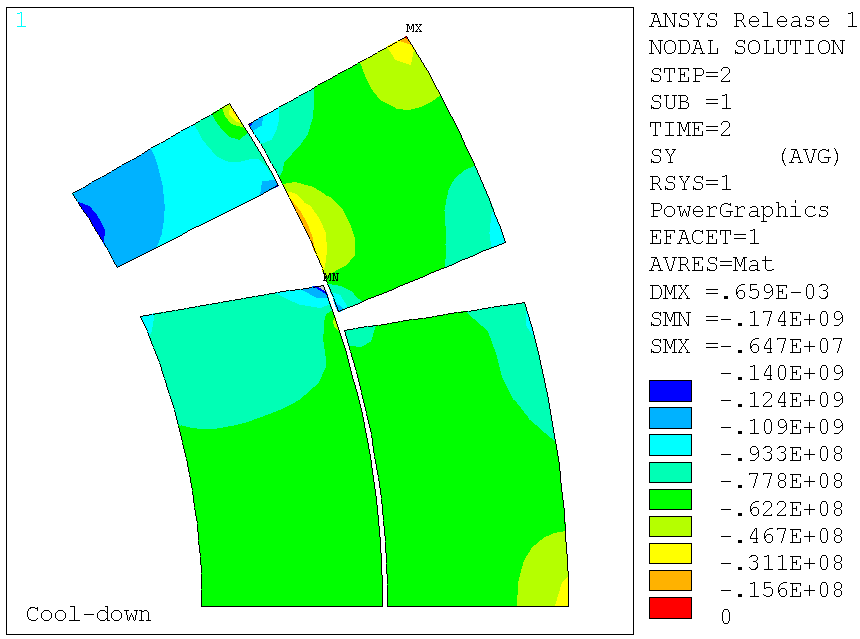 1
MX
MN
Cool-down
ANSYS Release 1
NODAL SOLUTION
STEP=2
SUB =1
TIME=2
SY (AVG)
RSYS=1
PowerGraphics
EFACET=1
AVRES=Mat
DMX =.659E-03
SMN =-.174E+09
SMX =-.647E+07
-.140E+09
-.124E+09
-.109E+09
-.933E+08
-.778E+08
-.622E+08
-.467E+08
-.311E+08
-.156E+08
0